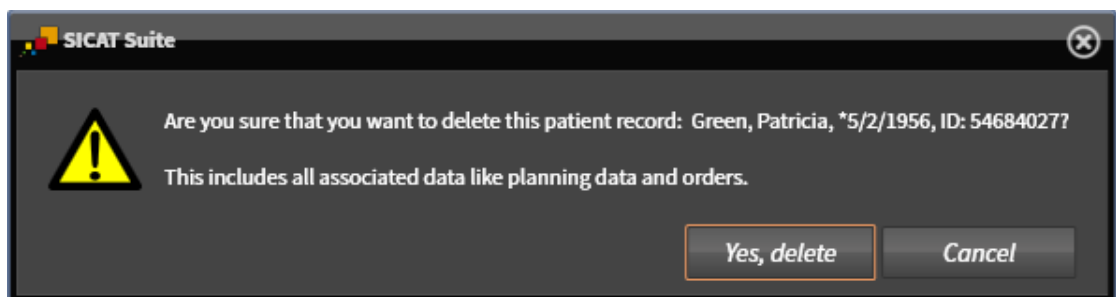 SICAT Suite
Are you sure that you want to delete this patient record:  Green, Patricia, *5/2/1956, ID: 54684027?
This includes all associated data like planning data and orders.
Yes, delete
Cancel